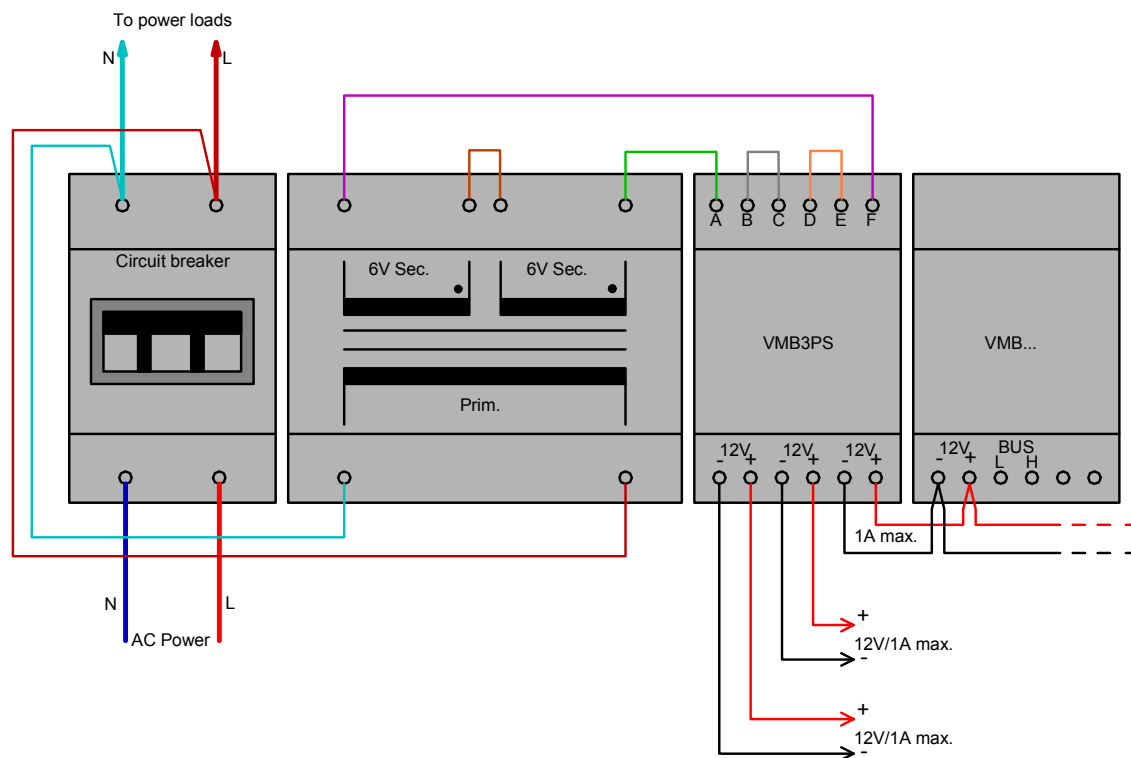 To power loads
N L
A B C D E F
Circuit breaker
6V Sec. 6V Sec.
VMB3PS
VMB...
Prim.
- 12V + - 12V + - 12V +
- 12V + BUS
L H
1A max.
N L
AC Power
+
12V/1A max.
-
+
12V/1A max.
-